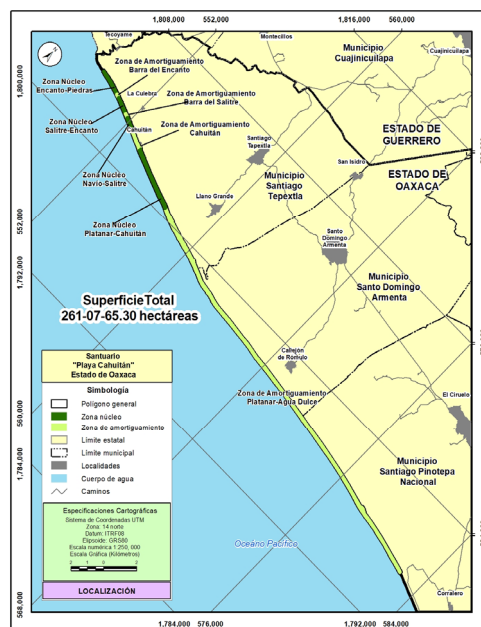 1,808,000
552,000
1,816,000
560,000
Tecoyame
Montecillos
Municipio
Cuajinicuilapa
Cuajinicuilapa
Zona de Amortiguamiento
Barra del Encanto
Zona Núcleo
Encanto-Piedras
La Culebra
Zona de Amortiguamiento
Barra del Salitre
Zona Núcleo
Salitre-Encanto
Cahuitán
Zona de Amortiguamiento
Cahuitán
1,800,000
ESTADO DE
GUERRERO
ESTADO DE
OAXACA
Santiago
Tapextla
San Isidro
Zona Núcleo
Navío-Salitre
Municipio
Santiago
Tepextla
Llano Grande
Zona Núcleo
Platanar-Cahuitán
552,000
Santo
Domingo
Armenta
1,792,000
Municipio
Santo Domingo
Armenta
Superficie Total
261-07-65.30 hectáreas
Callejón
de Rómulo
Zona de Amortiguamiento
Platanar-Agua Dulce
El Ciruelo
560,000
Municipio
Santiago Pinotepa
Nacional
1,784,000
Santuario
"Playa Cahuitán"
Estado de Oaxaca
Simbología
Polígono general
Zona núcleo
Zona de amortiguamiento
Límite estatal
Límite municipal
Localidades
Cuerpo de agua
Caminos
Especificaciones Cartográficas
Sistema de Coordenadas UTM
Zona: 14 norte
Datum: ITRF08
Elipsoide: GRS80
Escala numérica 1:250, 000
Escala Gráfica (Kilómetros)
2 1 0 2
LOCALIZACIÓN
Océano Pacífico
Corralero
568,000
1,784,000
576,000
1,792,000
584,000